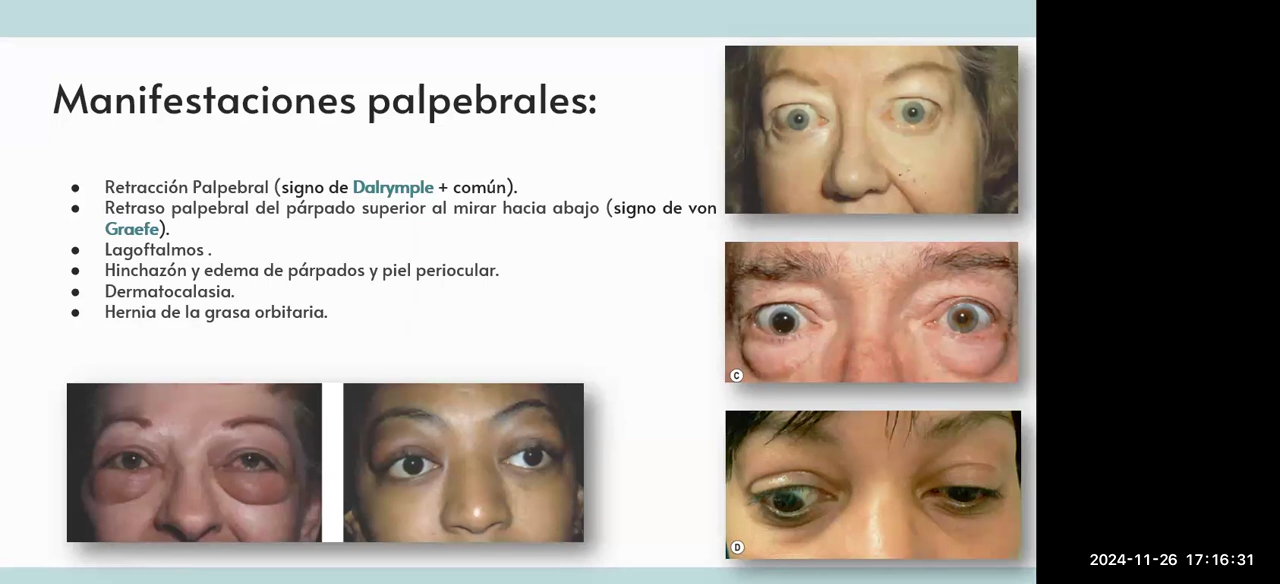 Manifestaciones palpebrales:
● Retracción Palpebral (signo de Dalrymple + común).
● Retraso palpebral del párpado superior al mirar hacia abajo (signo de von
Graefe).
● Lagoftalmos .
● Hinchazón y edema de párpados y piel periocular.
● Dermatocalasia.
● Hernia de la grasa orbitaria.
C
D
2024-11-26 17:16:31